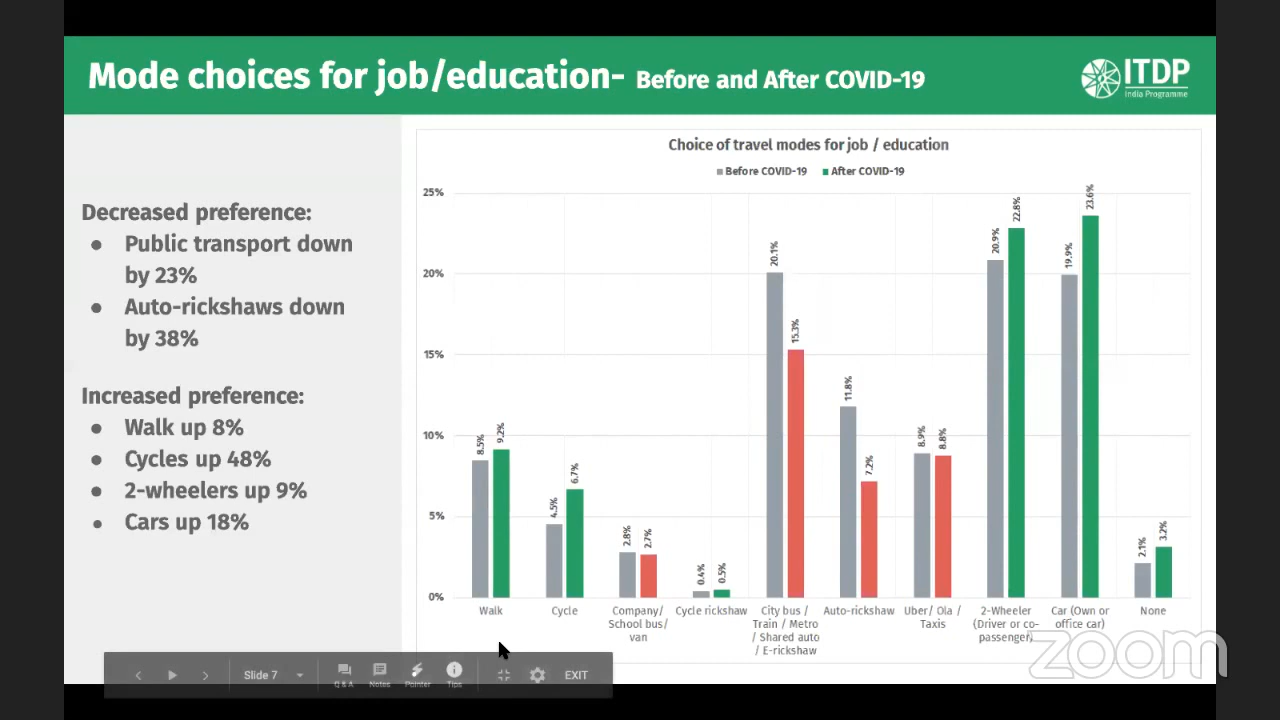 Mode choices for job/education- Before and After COVID-19
ITDP
India Programme
Decreased preference:
● Public transport down
by 23%
● Auto-rickshaws down
by 38%
Increased preference:
● Walk up 8%
● Cycles up 48%
● 2-wheelers up 9%
● Cars up 18%
Choice of travel modes for job / education
Before COVID-19 After COVID-19
25%
20%
15%
10%
5%
0%
8.5% 9.2%
4.5% 6.7%
2.8% 2.7%
0.4% 0.5%
20.1% 15.3%
11.8% 7.2%
8.9% 8.8%
20.9% 22.8%
19.9% 23.6%
2.1% 3.2%
Walk
Cycle
Company/
School bus/
van
Cycle rickshaw
City bus /
Train / Metro
/ Shared auto
/ E-rickshaw
Auto-rickshaw
Uber/ Ola /
Taxis
2-Wheeler
(Driver or co-
passenger)
Car (Own or
office car)
None
zoom
Slide 7
Q & A
Notes
Pointer
Tips
EXIT